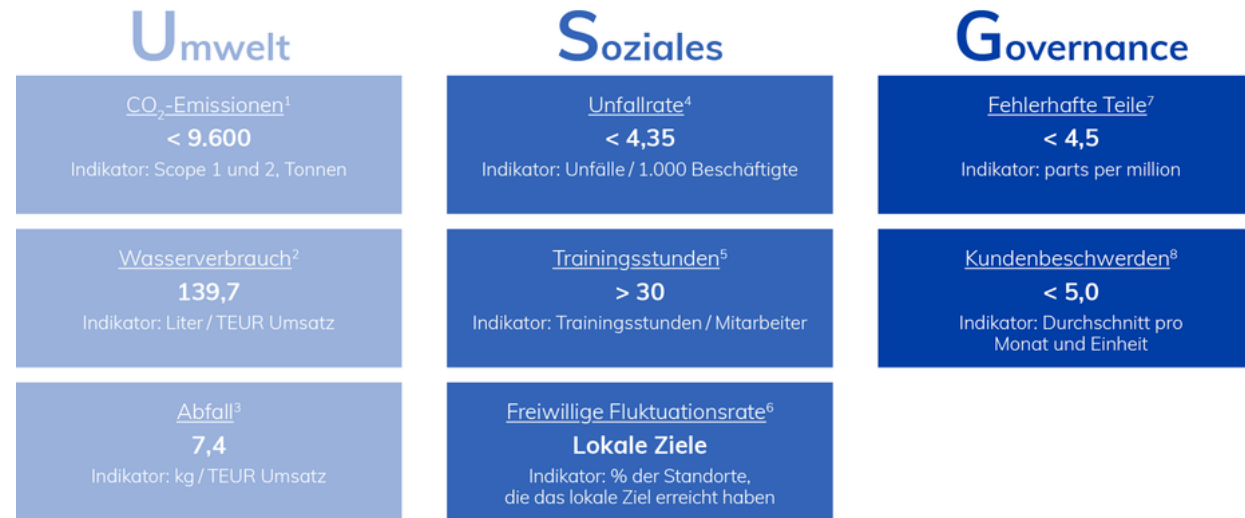 Umwelt
CO₂-Emissionen¹
< 9.600
Indikator: Scope 1 und 2, Tonnen
Wasserverbrauch²
139,7
Indikator: Liter / TEUR Umsatz
Abfall³
7,4
Indikator: kg / TEUR Umsatz
Soziales
Unfallrate⁴
< 4,35
Indikator: Unfälle / 1.000 Beschäftigte
Trainingsstunden⁵
> 30
Indikator: Trainingsstunden / Mitarbeiter
Freiwillige Fluktuationsrate⁶
Lokale Ziele
Indikator: % der Standorte,
die das lokale Ziel erreicht haben
Governance
Fehlerhafte Teile⁷
< 4,5
Indikator: parts per million
Kundenbeschwerden⁸
< 5,0
Indikator: Durchschnitt pro
Monat und Einheit